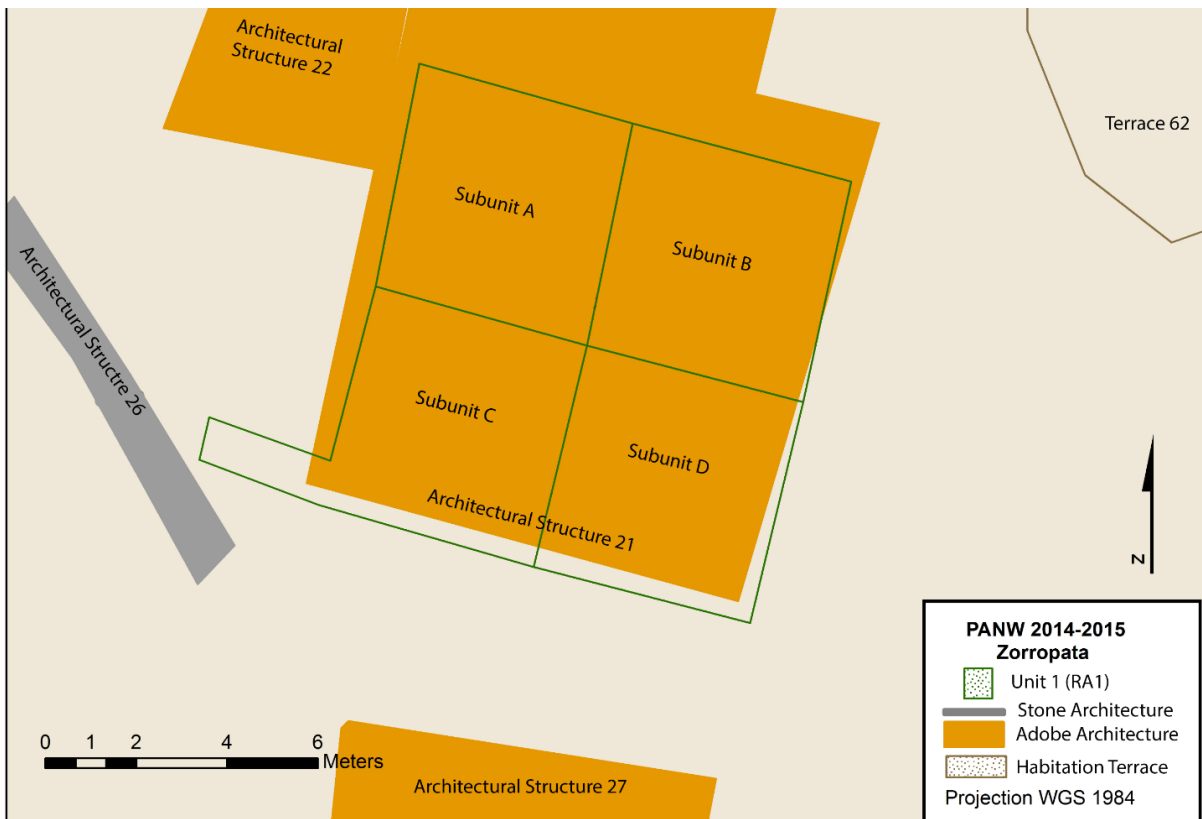 Architectural
Structure 22
Terrace 62
Subunit A
Subunit B
Architectural Structre 26
Subunit C
Subunit D
Architectural Structure 21
N
PANW 2014-2015
Zorropata
Unit 1 (RA1)
Stone Architecture
Adobe Architecture
Habitation Terrace
Projection WGS 1984
0 1 2 4 6
Meters
Architectural Structure 27